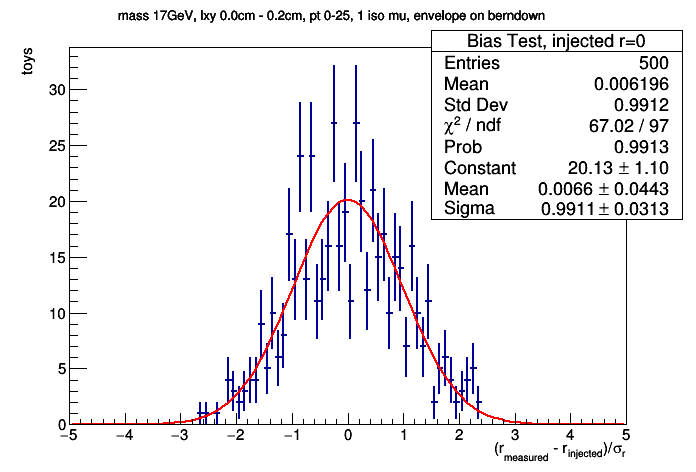 mass 17GeV, lxy 0.0cm - 0.2cm, pt 0-25, 1 iso mu, envelope on berndown
Bias Test, injected r=0
Entries 500
Mean 0.006196
Std Dev 0.9912
χ² / ndf 67.02 / 97
Prob 0.9913
Constant 20.13 ± 1.10
Mean 0.0066 ± 0.0443
Sigma 0.9911 ± 0.0313
toys
30
25
20
15
10
5
0
−5 −4 −3 −2 −1 0 1 2 3 4 5
(r_measured - r_injected)/σ_r